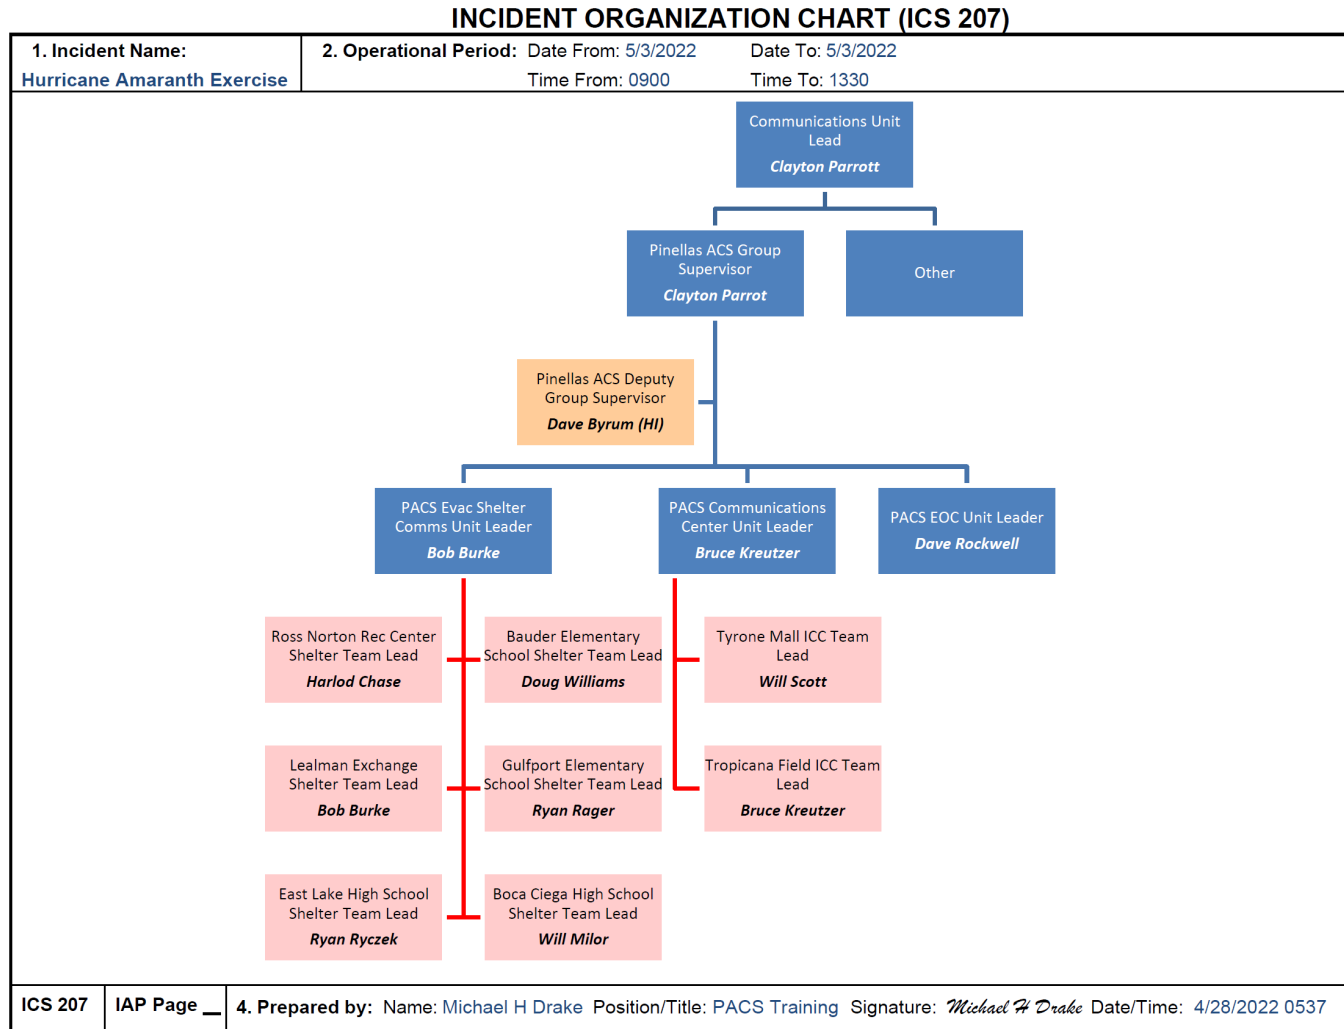 INCIDENT ORGANIZATION CHART (ICS 207)
1. Incident Name:
Hurricane Amaranth Exercise
2. Operational Period: Date From: 5/3/2022 Date To: 5/3/2022
Time From: 0900 Time To: 1330
Communications Unit
Lead
Clayton Parrott
Pinellas ACS Group
Supervisor
Clayton Parrot
Other
Pinellas ACS Deputy
Group Supervisor
Dave Byrum (HI)
PACS Evac Shelter
Comms Unit Leader
Bob Burke
PACS Communications
Center Unit Leader
Bruce Kreutzer
PACS EOC Unit Leader
Dave Rockwell
Ross Norton Rec Center
Shelter Team Lead
Harlod Chase
Bauder Elementary
School Shelter Team Lead
Doug Williams
Tyrone Mall ICC Team
Lead
Will Scott
Lealman Exchange
Shelter Team Lead
Bob Burke
Gulfport Elementary
School Shelter Team Lead
Ryan Rager
Tropicana Field ICC Team
Lead
Bruce Kreutzer
East Lake High School
Shelter Team Lead
Ryan Ryczek
Boca Ciega High School
Shelter Team Lead
Will Milor
ICS 207 IAP Page __ 4. Prepared by: Name: Michael H Drake Position/Title: PACS Training Signature: Michael H Drake Date/Time: 4/28/2022 0537